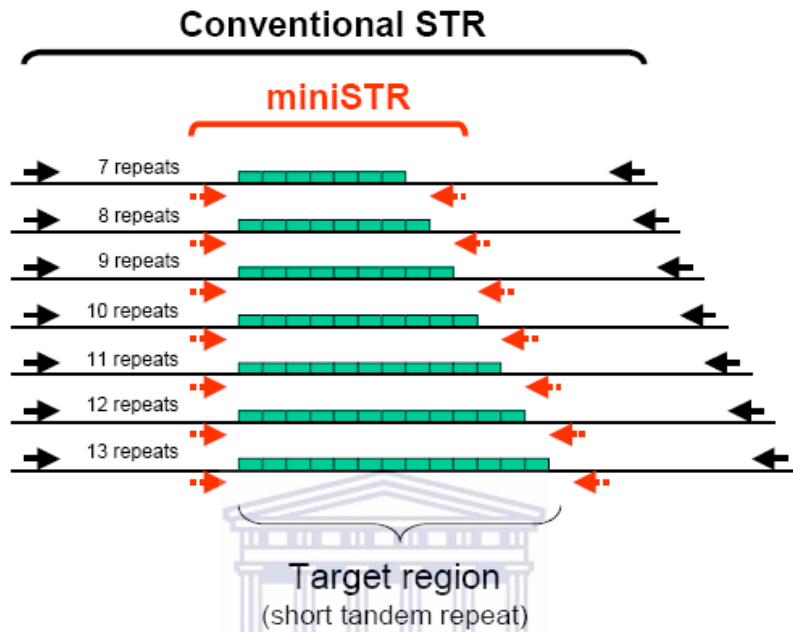 Conventional STR
miniSTR
7 repeats
8 repeats
9 repeats
10 repeats
11 repeats
12 repeats
13 repeats
Target region
(short tandem repeat)